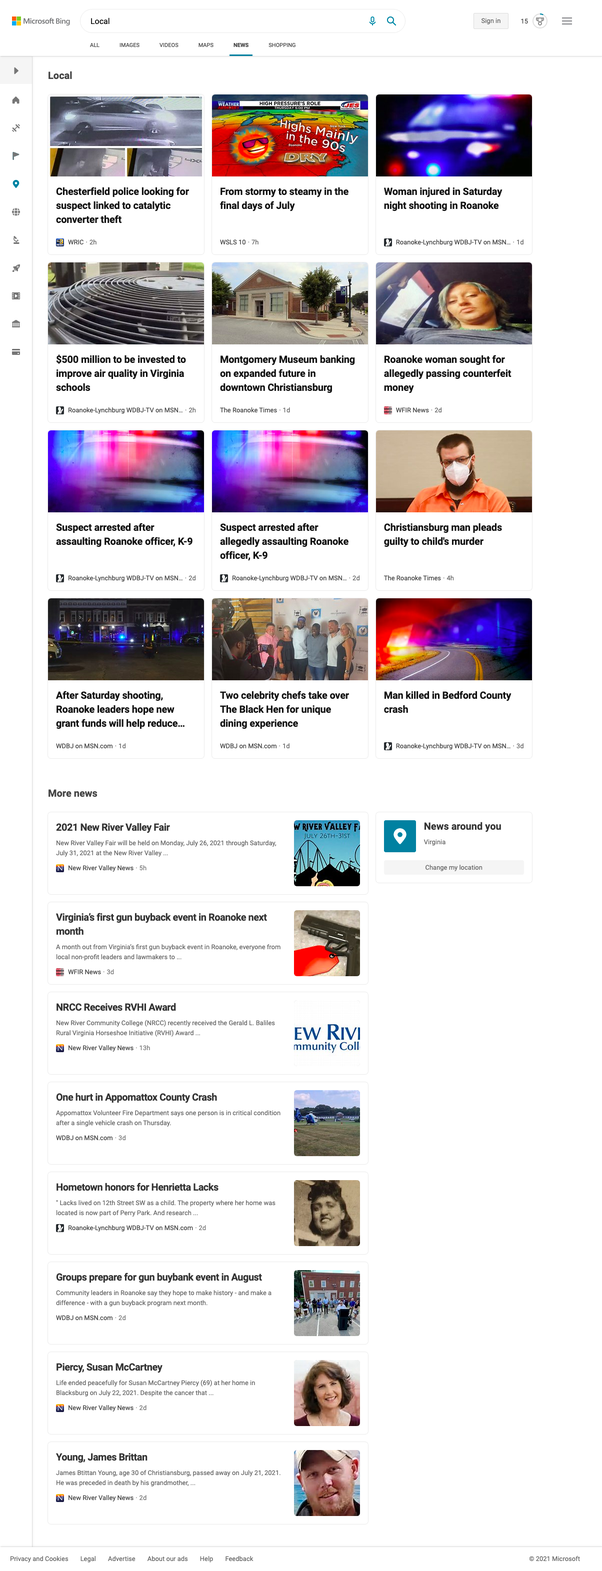 Microsoft Bing
Local
Sign in
15
ALL IMAGES VIDEOS MAPS NEWS SHOPPING
Local
WEATHER HIGH PRESSURE'S ROLE
Highs Mainly
in the 90s
DRY
Chesterfield police looking for
suspect linked to catalytic
converter theft
WRIC · 2h
From stormy to steamy in the
final days of July
WSLS 10 · 7h
Woman injured in Saturday
night shooting in Roanoke
Roanoke-Lynchburg WDBJ-TV on MSN... · 1d
$500 million to be invested to
improve air quality in Virginia
schools
Roanoke-Lynchburg WDBJ-TV on MSN... · 2h
Montgomery Museum banking
on expanded future in
downtown Christiansburg
The Roanoke Times · 1d
Roanoke woman sought for
allegedly passing counterfeit
money
WFIR News · 2d
Suspect arrested after
assaulting Roanoke officer, K-9
Roanoke-Lynchburg WDBJ-TV on MSN... · 2d
Suspect arrested after
allegedly assaulting Roanoke
officer, K-9
Roanoke-Lynchburg WDBJ-TV on MSN... · 2d
Christiansburg man pleads
guilty to child's murder
The Roanoke Times · 4h
After Saturday shooting,
Roanoke leaders hope new
grant funds will help reduce...
WDBJ on MSN.com · 1d
Two celebrity chefs take over
The Black Hen for unique
dining experience
WDBJ on MSN.com · 1d
Man killed in Bedford County
crash
Roanoke-Lynchburg WDBJ-TV on MSN... · 3d
More news
2021 New River Valley Fair
New River Valley Fair will be held on Monday, July 26, 2021 through Saturday,
July 31, 2021 at the New River Valley ...
New River Valley News · 5h
W RIVER VALLEY F
JULY 26TH-31ST
News around you
Virginia
Change my location
Virginia's first gun buyback event in Roanoke next
month
A month out from Virginia's first gun buyback event in Roanoke, everyone from
local non-profit leaders and lawmakers to ...
WFIR News · 3d
NRCC Receives RVHI Award
New River Community College (NRCC) recently received the Gerald L. Baliles
Rural Virginia Horseshoe Initiative (RVHI) Award ...
New River Valley News · 13h
EW RIVI
mmunity Coll
One hurt in Appomattox County Crash
Appomattox Volunteer Fire Department says one person is in critical condition
after a single vehicle crash on Thursday.
WDBJ on MSN.com · 3d
Hometown honors for Henrietta Lacks
" Lacks lived on 12th Street SW as a child. The property where her home was
located is now part of Perry Park. And research ...
Roanoke-Lynchburg WDBJ-TV on MSN.com · 2d
Groups prepare for gun buybank event in August
Community leaders in Roanoke say they hope to make history - and make a
difference - with a gun buyback program next month.
WDBJ on MSN.com · 2d
Piercy, Susan McCartney
Life ended peacefully for Susan McCartney Piercy (69) at her home in
Blacksburg on July 22, 2021. Despite the cancer that ...
New River Valley News · 2d
Young, James Brittan
James Btittan Young, age 30 of Christiansburg, passed away on July 21, 2021.
He was preceded in death by his grandmother, ...
New River Valley News · 2d
Privacy and Cookies Legal Advertise About our ads Help Feedback
© 2021 Microsoft